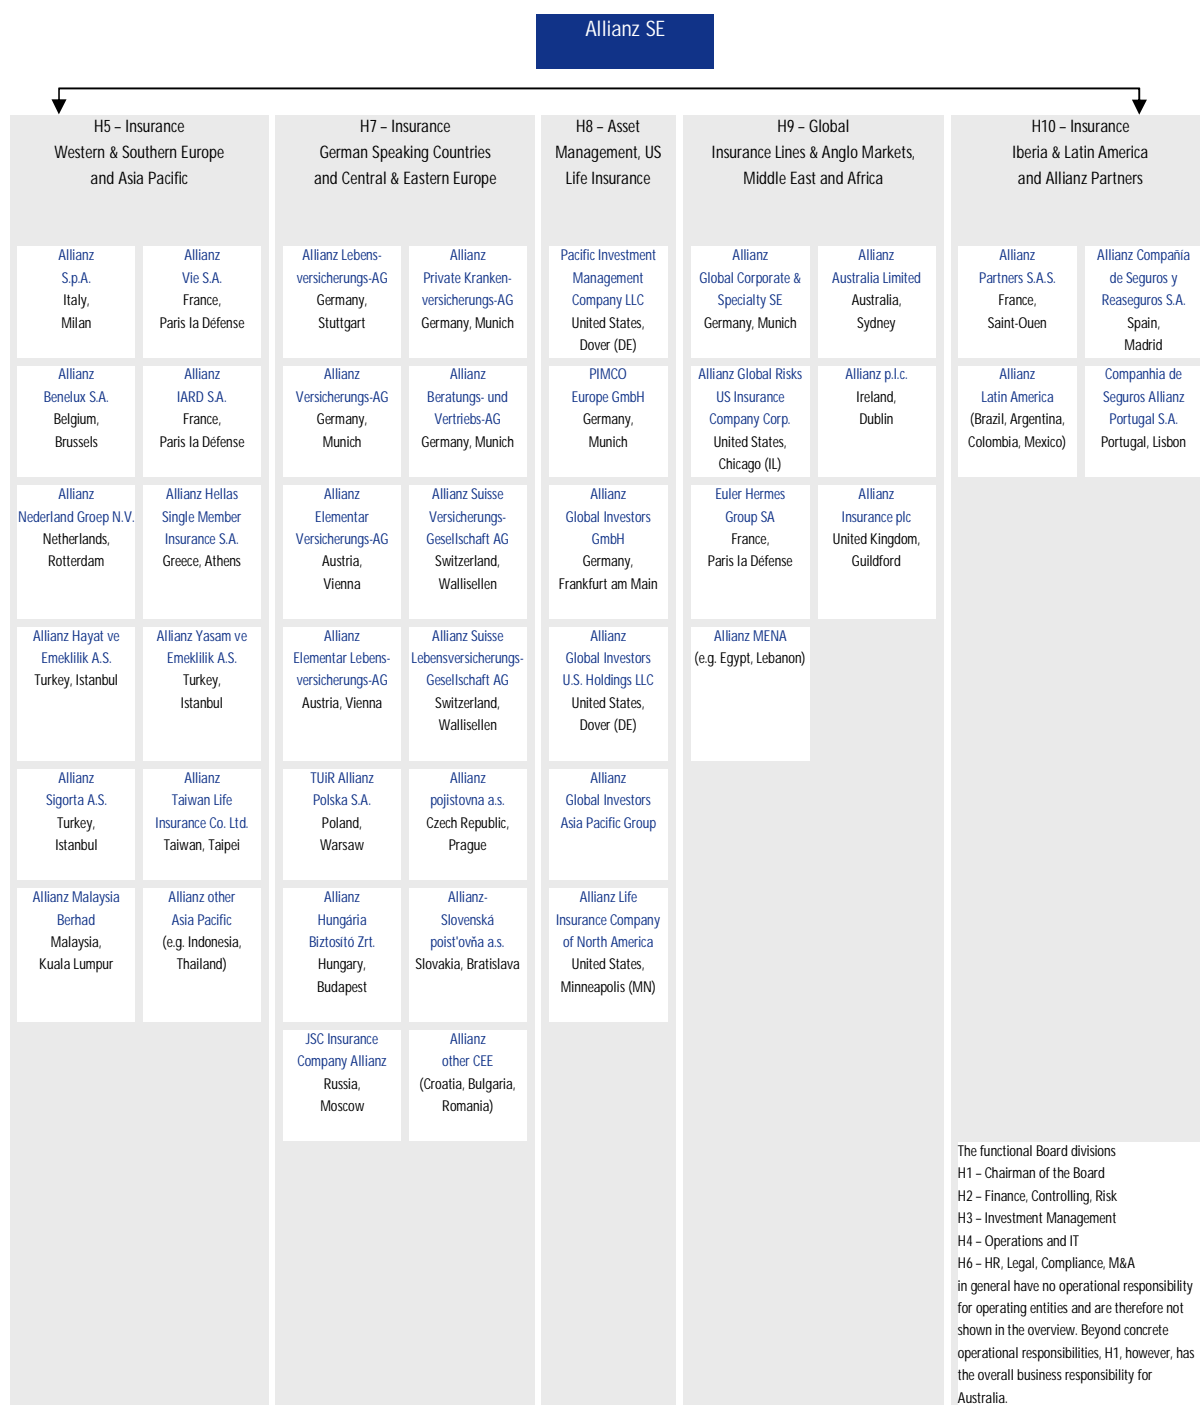 Allianz SE
H5 – Insurance
Western & Southern Europe
and Asia Pacific
H7 – Insurance
German Speaking Countries
and Central & Eastern Europe
H8 – Asset
Management, US
Life Insurance
H9 – Global
Insurance Lines & Anglo Markets,
Middle East and Africa
H10 – Insurance
Iberia & Latin America
and Allianz Partners
Allianz
S.p.A.
Italy,
Milan
Allianz
Vie S.A.
France,
Paris la Défense
Allianz Lebens-
versicherungs-AG
Germany,
Stuttgart
Allianz
Private Kranken-
versicherungs-AG
Germany, Munich
Pacific Investment
Management
Company LLC
United States,
Dover (DE)
Allianz
Global Corporate &
Specialty SE
Germany, Munich
Allianz
Australia Limited
Australia,
Sydney
Allianz
Partners S.A.S.
France,
Saint-Ouen
Allianz Compañía
de Seguros y
Reaseguros S.A.
Spain,
Madrid
Allianz
Benelux S.A.
Belgium,
Brussels
Allianz
IARD S.A.
France,
Paris la Défense
Allianz
Versicherungs-AG
Germany,
Munich
Allianz
Beratungs- und
Vertriebs-AG
Germany, Munich
PIMCO
Europe GmbH
Germany,
Munich
Allianz Global Risks
US Insurance
Company Corp.
United States,
Chicago (IL)
Allianz p.l.c.
Ireland,
Dublin
Allianz
Latin America
(Brazil, Argentina,
Colombia, Mexico)
Companhia de
Seguros Allianz
Portugal S.A.
Portugal, Lisbon
Allianz
Nederland Groep N.V.
Netherlands,
Rotterdam
Allianz Hellas
Single Member
Insurance S.A.
Greece, Athens
Allianz
Elementar
Versicherungs-AG
Austria,
Vienna
Allianz Suisse
Versicherungs-
Gesellschaft AG
Switzerland,
Wallisellen
Allianz
Global Investors
GmbH
Germany,
Frankfurt am Main
Euler Hermes
Group SA
France,
Paris la Défense
Allianz
Insurance plc
United Kingdom,
Guildford
Allianz Hayat ve
Emeklilik A.S.
Turkey, Istanbul
Allianz Yasam ve
Emeklilik A.S.
Turkey,
Istanbul
Allianz
Elementar Lebens-
versicherungs-AG
Austria, Vienna
Allianz Suisse
Lebensversicherungs-
Gesellschaft AG
Switzerland,
Wallisellen
Allianz
Global Investors
U.S. Holdings LLC
United States,
Dover (DE)
Allianz MENA
(e.g. Egypt, Lebanon)
Allianz
Sigorta A.S.
Turkey,
Istanbul
Allianz
Taiwan Life
Insurance Co. Ltd.
Taiwan, Taipei
TUiR Allianz
Polska S.A.
Poland,
Warsaw
Allianz
pojistovna a.s.
Czech Republic,
Prague
Allianz
Global Investors
Asia Pacific Group
Allianz Malaysia
Berhad
Malaysia,
Kuala Lumpur
Allianz other
Asia Pacific
(e.g. Indonesia,
Thailand)
Allianz
Hungária
Biztosító Zrt.
Hungary,
Budapest
Allianz-
Slovenská
poist'ovňa a.s.
Slovakia, Bratislava
Allianz Life
Insurance Company
of North America
United States,
Minneapolis (MN)
JSC Insurance
Company Allianz
Russia,
Moscow
Allianz
other CEE
(Croatia, Bulgaria,
Romania)
The functional Board divisions
H1 – Chairman of the Board
H2 – Finance, Controlling, Risk
H3 – Investment Management
H4 – Operations and IT
H6 – HR, Legal, Compliance, M&A
in general have no operational responsibility
for operating entities and are therefore not
shown in the overview. Beyond concrete
operational responsibilities, H1, however, has
the overall business responsibility for
Australia.